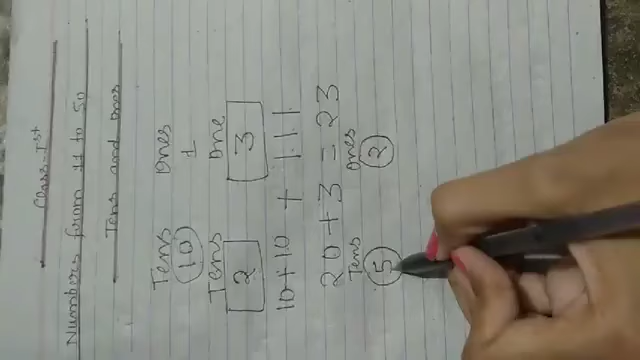 Class-1st
Numbers from 11 to 50
Tens and Ones
Tens Ones
10 1
Tens One
2 3
10+10 + 111
20+3 = 23
Tens Ones
5 2